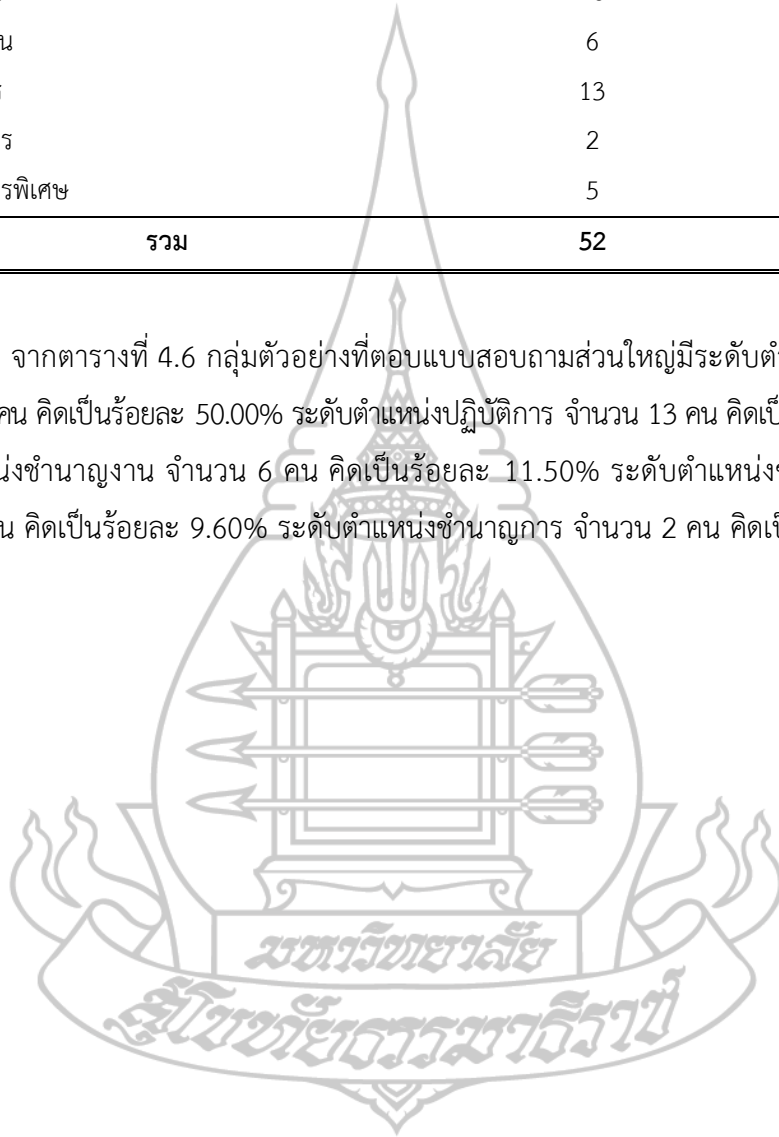 น 6
13
ร 2
รพิเศษ 5
รวม 52
จากตารางที่ 4.6 กลุ่มตัวอย่างที่ตอบแบบสอบถามส่วนใหญ่มีระดับตำ
คน คิดเป็นร้อยละ 50.00% ระดับตำแหน่งปฏิบัติการ จำนวน 13 คน คิดเป็
น่งชำนาญงาน จำนวน 6 คน คิดเป็นร้อยละ 11.50% ระดับตำแหน่งช
น คิดเป็นร้อยละ 9.60% ระดับตำแหน่งชำนาญการ จำนวน 2 คน คิดเป็
มหาวิทยาลัย
สุโขทัยธรรมาธิราช